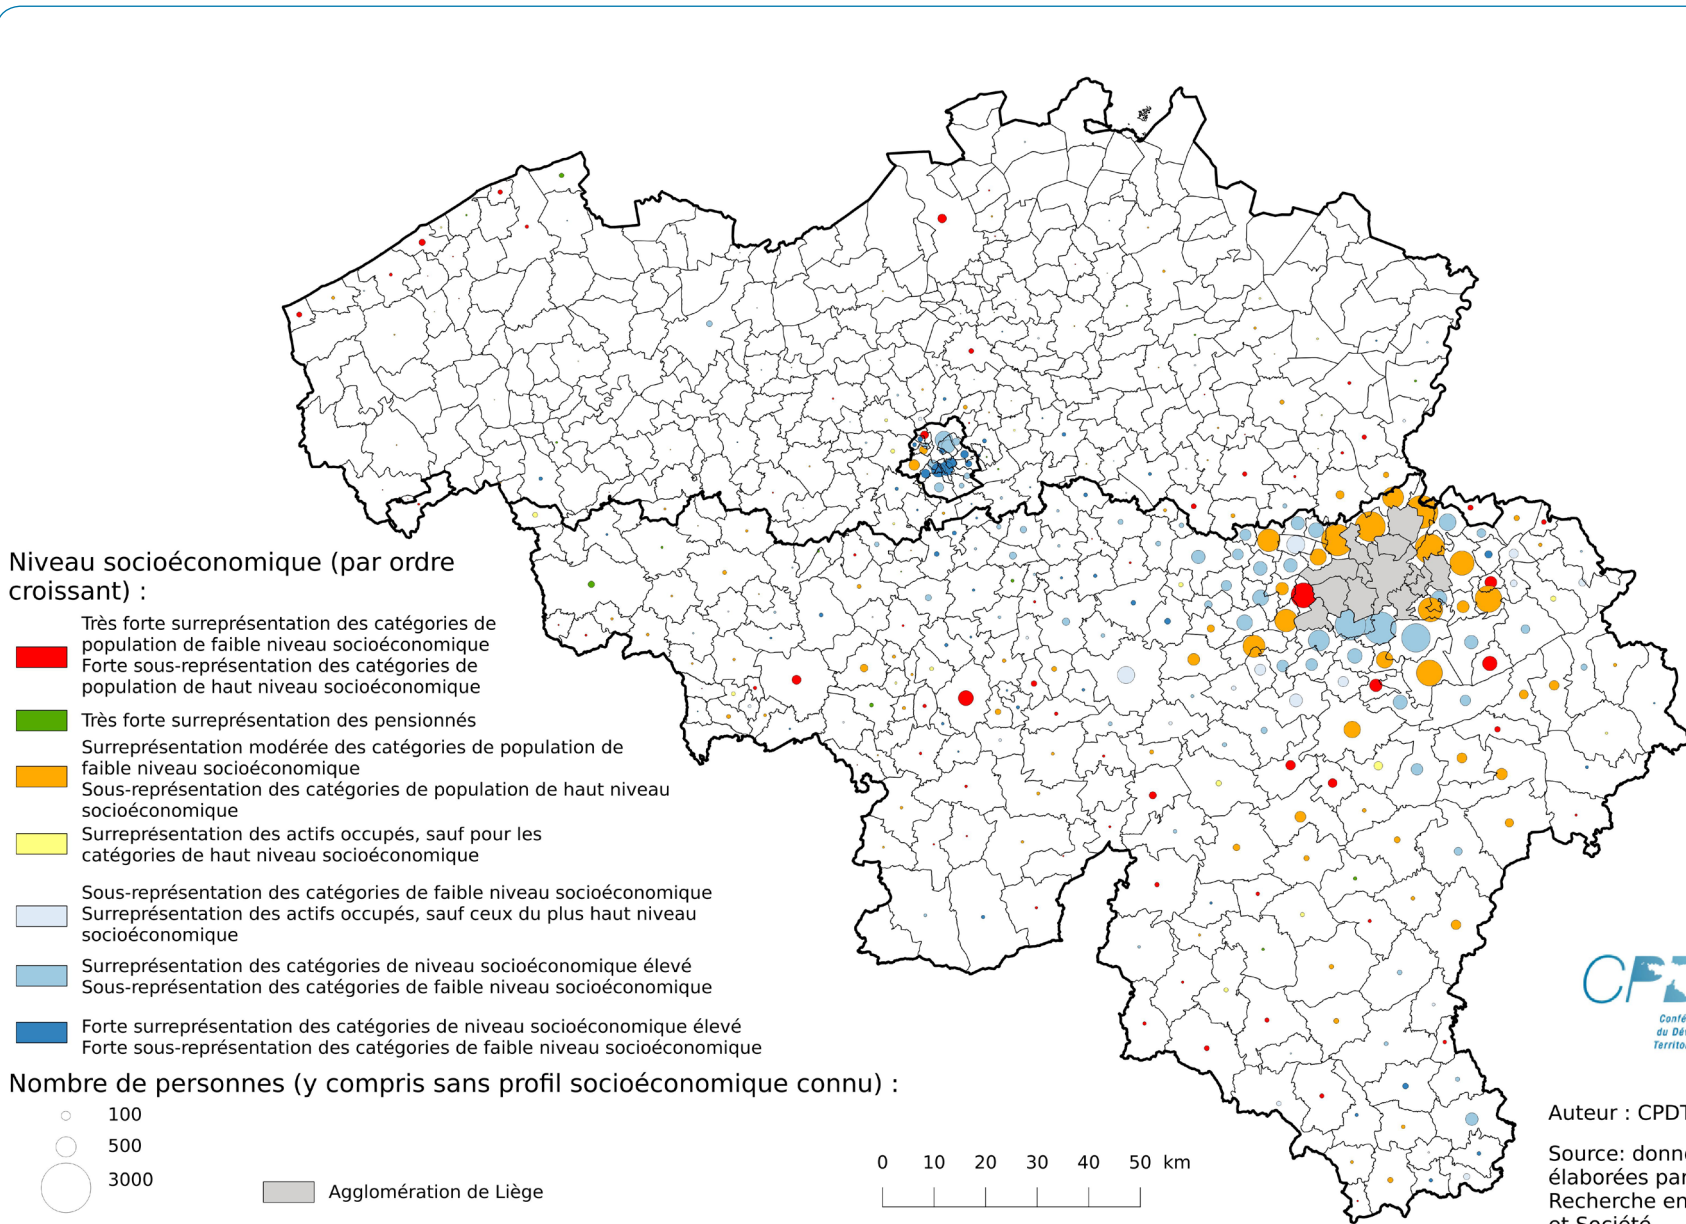 Niveau socioéconomique (par ordre
croissant) :
Très forte surreprésentation des catégories de
population de faible niveau socioéconomique
Forte sous-représentation des catégories de
population de haut niveau socioéconomique
Très forte surreprésentation des pensionnés
Surreprésentation modérée des catégories de population de
faible niveau socioéconomique
Sous-représentation des catégories de population de haut niveau
socioéconomique
Surreprésentation des actifs occupés, sauf pour les
catégories de haut niveau socioéconomique
Sous-représentation des catégories de faible niveau socioéconomique
Surreprésentation des actifs occupés, sauf ceux du plus haut niveau
socioéconomique
Surreprésentation des catégories de niveau socioéconomique élevé
Sous-représentation des catégories de faible niveau socioéconomique
Forte surreprésentation des catégories de niveau socioéconomique élevé
Forte sous-représentation des catégories de faible niveau socioéconomique
Nombre de personnes (y compris sans profil socioéconomique connu) :
100
500
3000
Agglomération de Liège
0 10 20 30 40 50 km
CP
Confé
du Dév
Territo
Auteur : CPDT
Source: donn
élaborées par
Recherche en
et Société